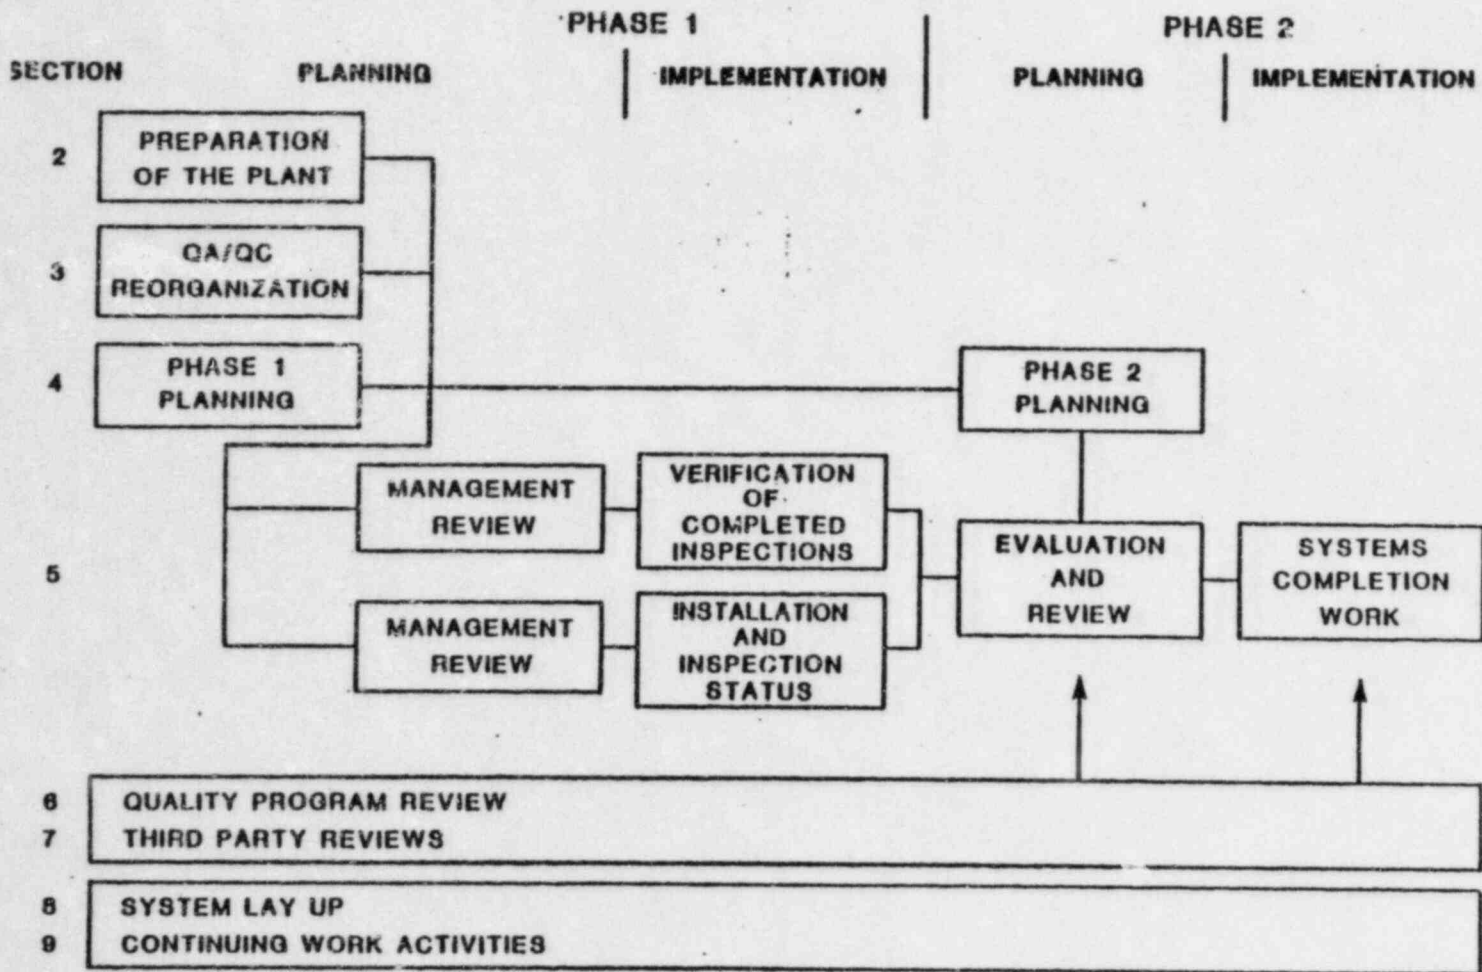 PHASE 1
PHASE 2
SECTION
PLANNING
IMPLEMENTATION
PLANNING
IMPLEMENTATION
2
PREPARATION
OF THE PLANT
3
QA/QC
REORGANIZATION
4
PHASE 1
PLANNING
PHASE 2
PLANNING
5
MANAGEMENT
REVIEW
VERIFICATION
OF
COMPLETED
INSPECTIONS
MANAGEMENT
REVIEW
INSTALLATION
AND
INSPECTION
STATUS
EVALUATION
AND
REVIEW
SYSTEMS
COMPLETION
WORK
6 QUALITY PROGRAM REVIEW
7 THIRD PARTY REVIEWS
8 SYSTEM LAY UP
9 CONTINUING WORK ACTIVITIES